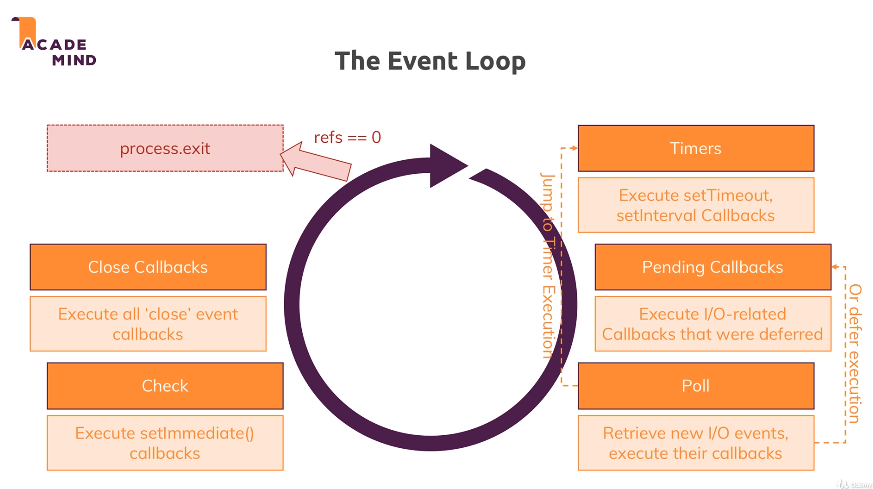 ACADE
MIND
The Event Loop
process.exit
refs == 0
Timers
Execute setTimeout,
setInterval Callbacks
Jump to Timer Execution
Close Callbacks
Execute all ‘close’ event
callbacks
Pending Callbacks
Execute I/O-related
Callbacks that were deferred
Or defer execution
Check
Execute setImmediate()
callbacks
Poll
Retrieve new I/O events,
execute their callbacks